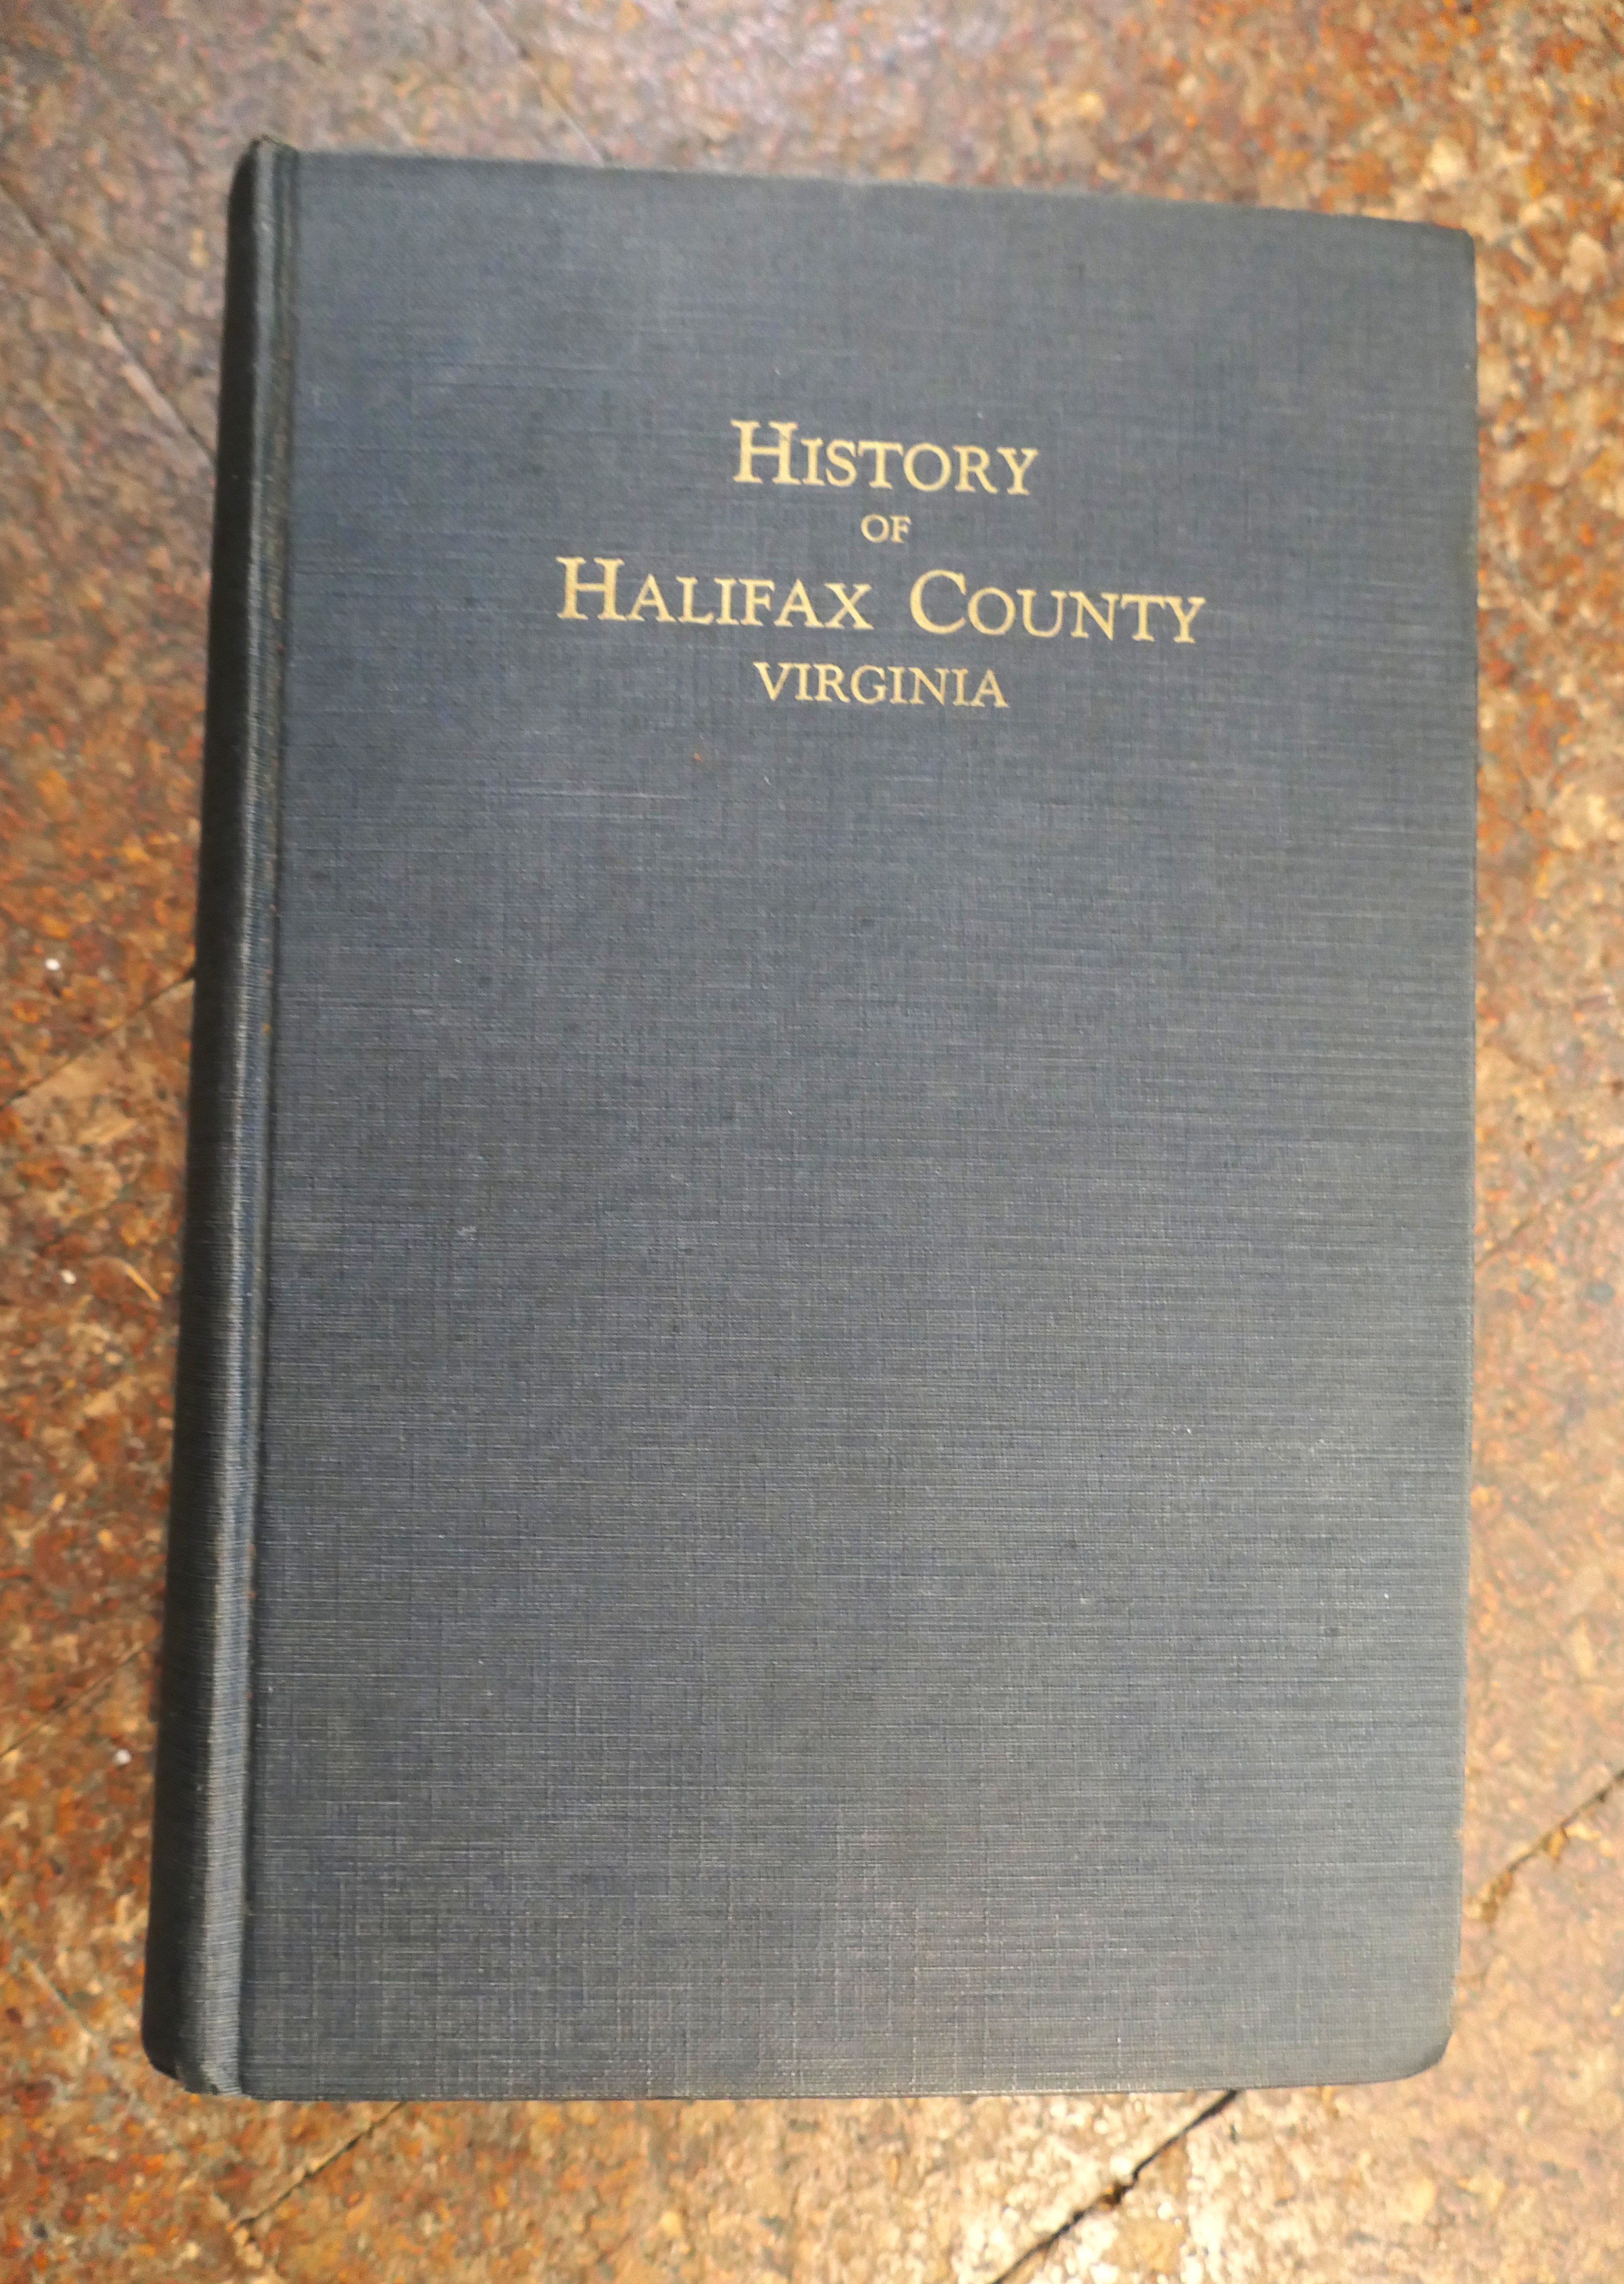 HISTORY
OF
HALIFAX COUNTY
VIRGINIA